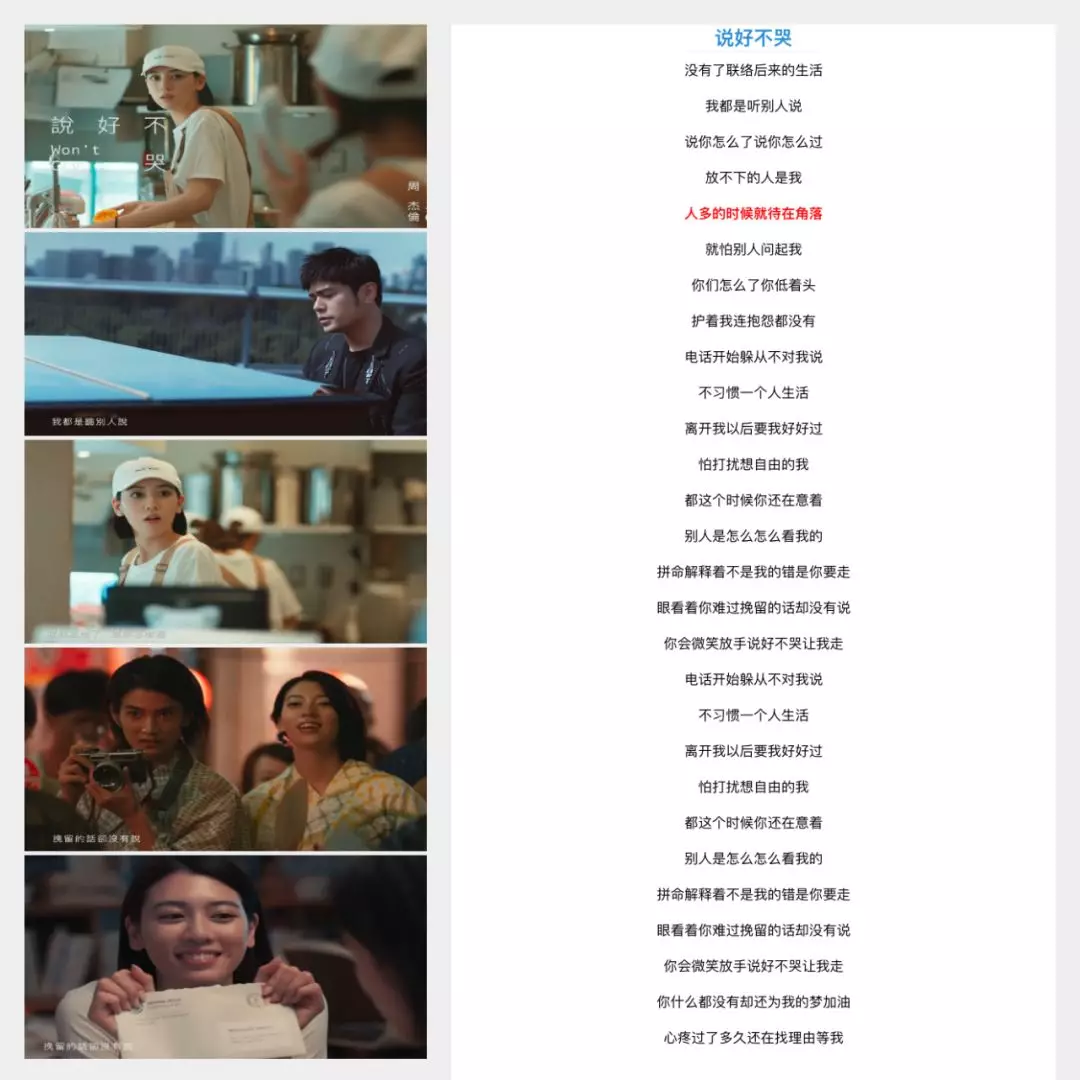 說好不
Won't
哭
周
杰
倫
我都是聽別人說
挽留的話卻沒有說
挽留的話卻沒有說
说好不哭
没有了联络后来的生活
我都是听别人说
说你怎么了说你怎么过
放不下的人是我
人多的时候就待在角落
就怕别人问起我
你们怎么了你低着头
护着我连抱怨都没有
电话开始躲从不对我说
不习惯一个人生活
离开我以后要我好好过
怕打扰想自由的我
都这个时候你还在意着
别人是怎么怎么看我的
拼命解释着不是我的错是你要走
眼看着你难过挽留的话却没有说
你会微笑放手说好不哭让我走
电话开始躲从不对我说
不习惯一个人生活
离开我以后要我好好过
怕打扰想自由的我
都这个时候你还在意着
别人是怎么怎么看我的
拼命解释着不是我的错是你要走
眼看着你难过挽留的话却没有说
你会微笑放手说好不哭让我走
你什么都没有却还为我的梦加油
心疼过了多久还在找理由等我